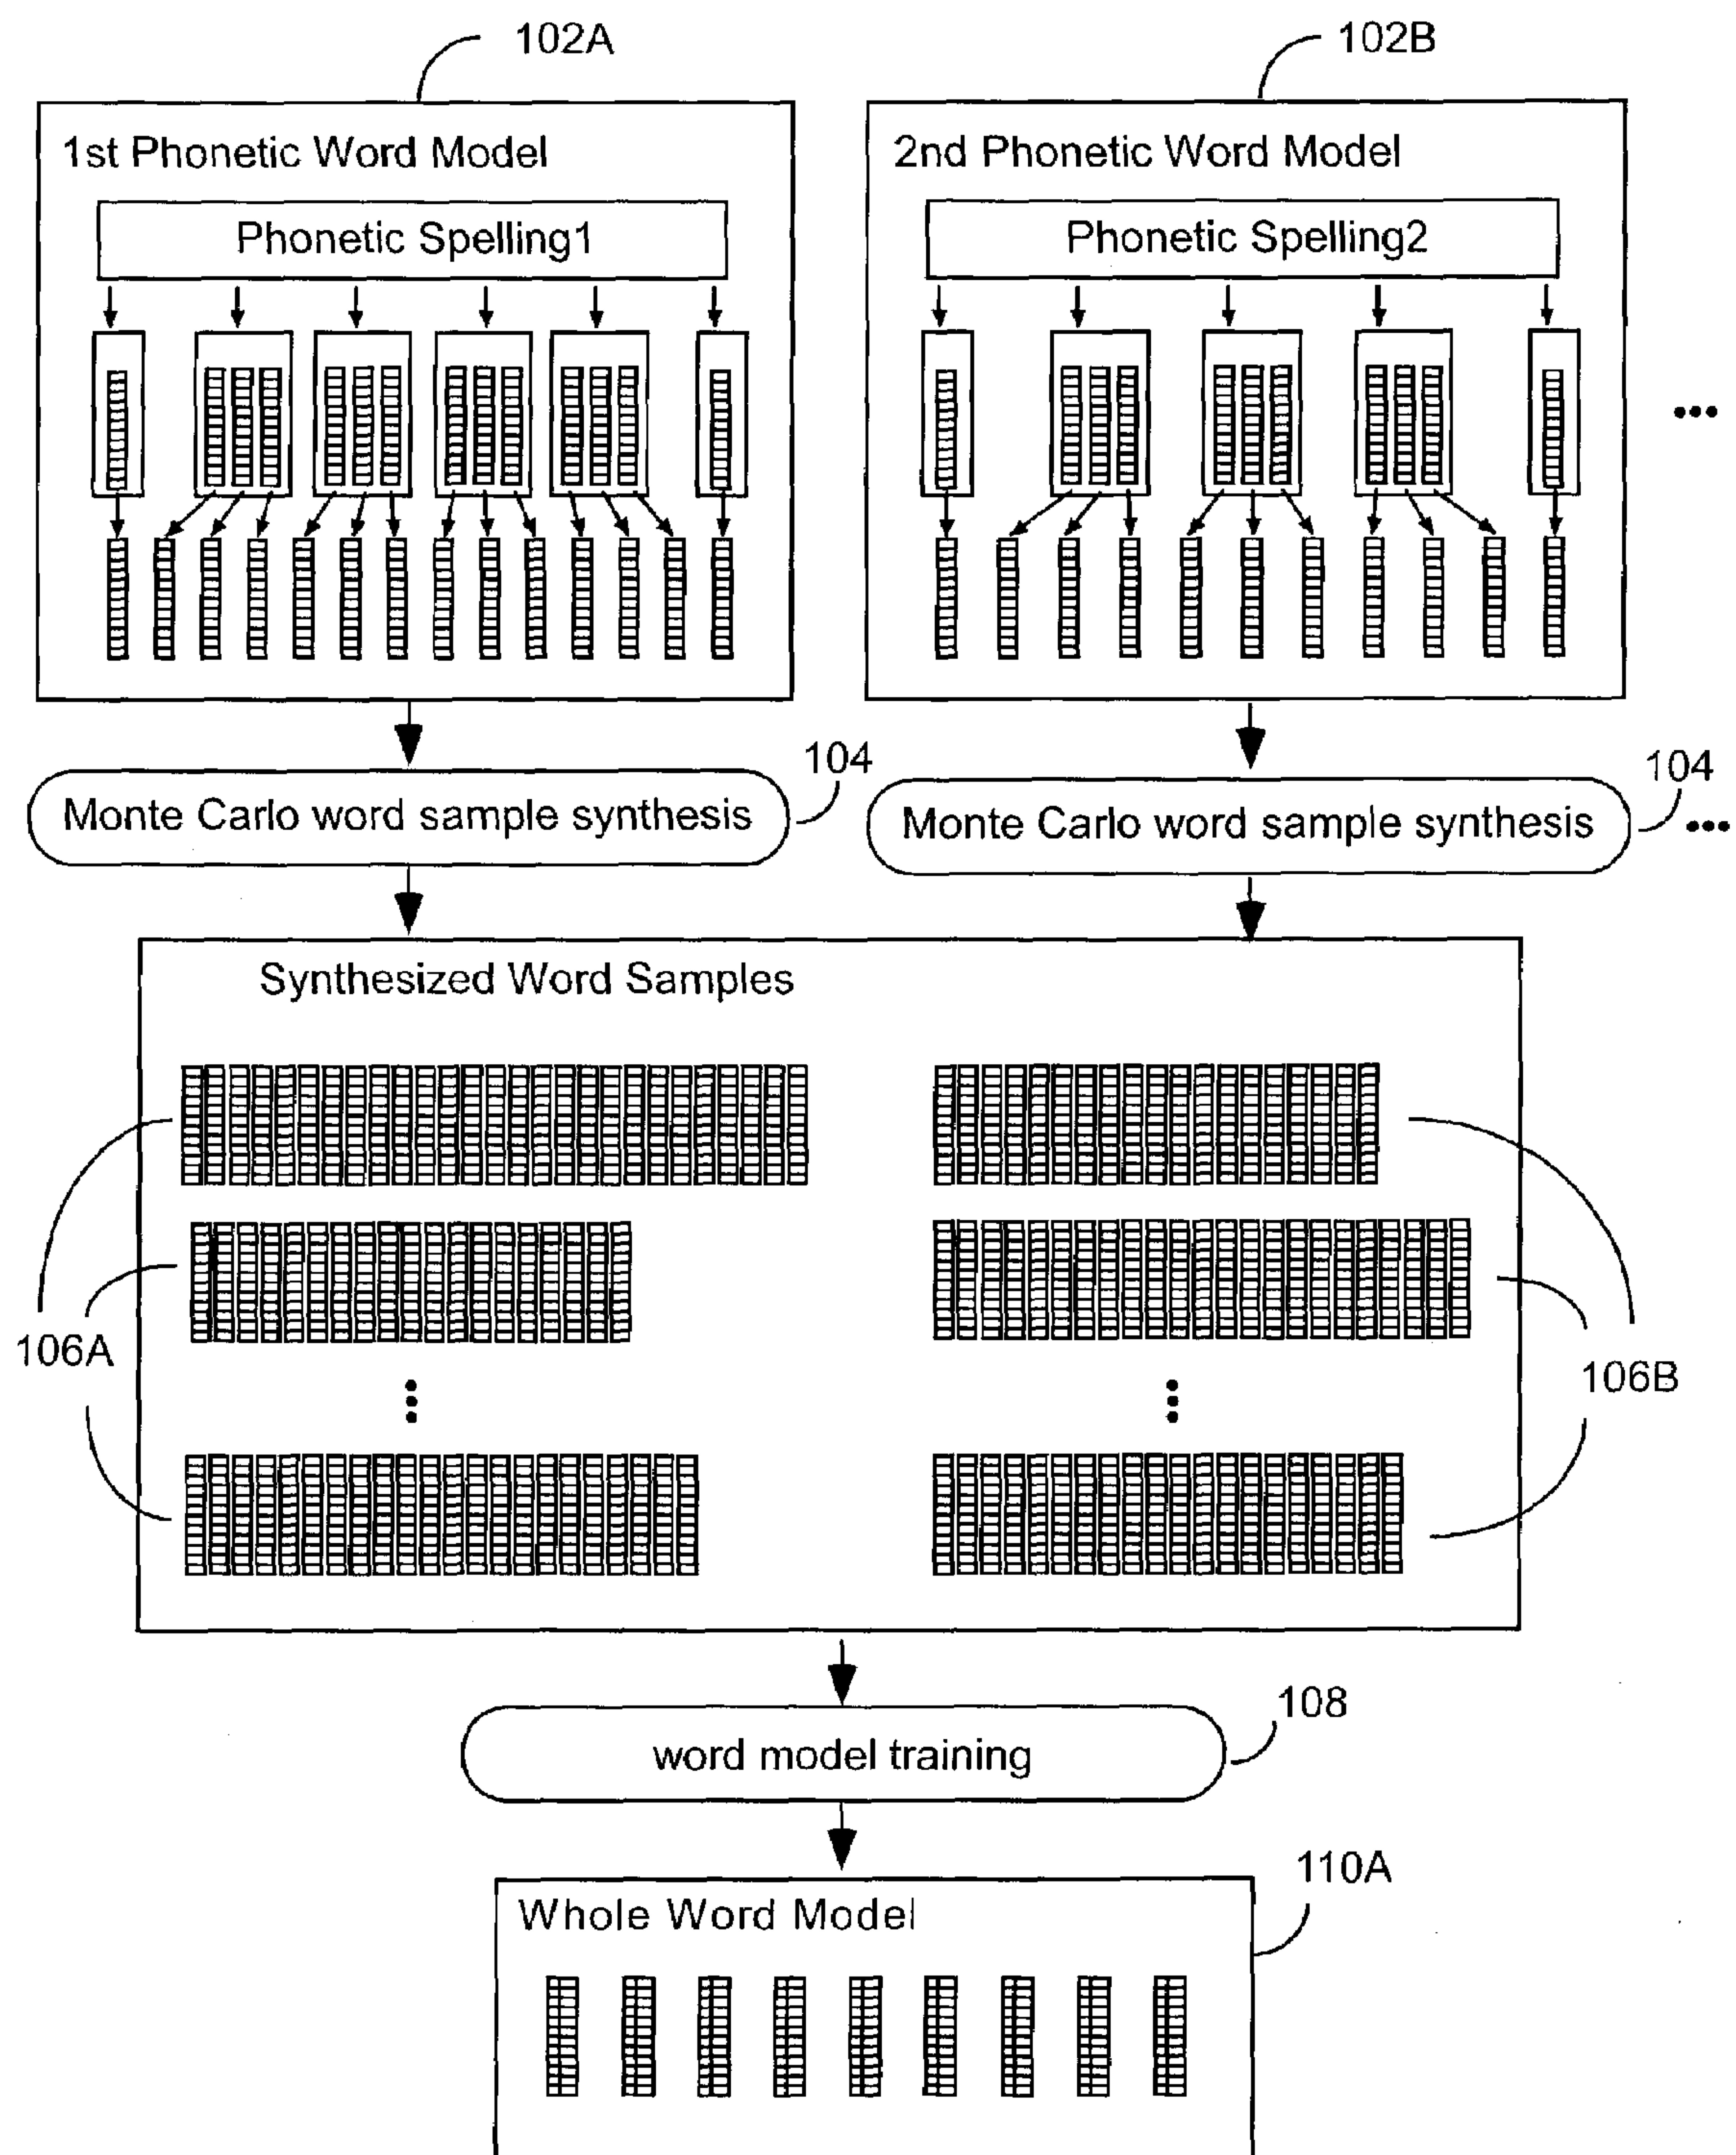 102A
102B
1st Phonetic Word Model
2nd Phonetic Word Model
Phonetic Spelling1
Phonetic Spelling2
...
104
104
Monte Carlo word sample synthesis
Monte Carlo word sample synthesis
...
Synthesized Word Samples
106A
106B
108
word model training
110A
Whole Word Model